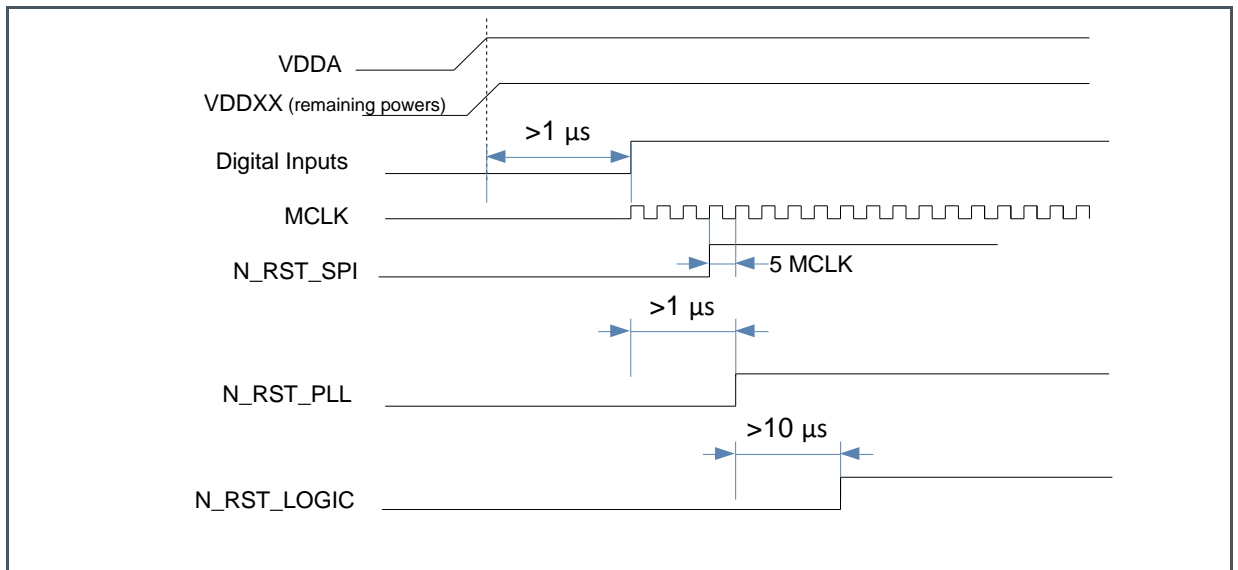 VDDA
VDDXX (remaining powers)
>1 µs
Digital Inputs
MCLK
N_RST_SPI
5 MCLK
>1 µs
N_RST_PLL
>10 µs
N_RST_LOGIC